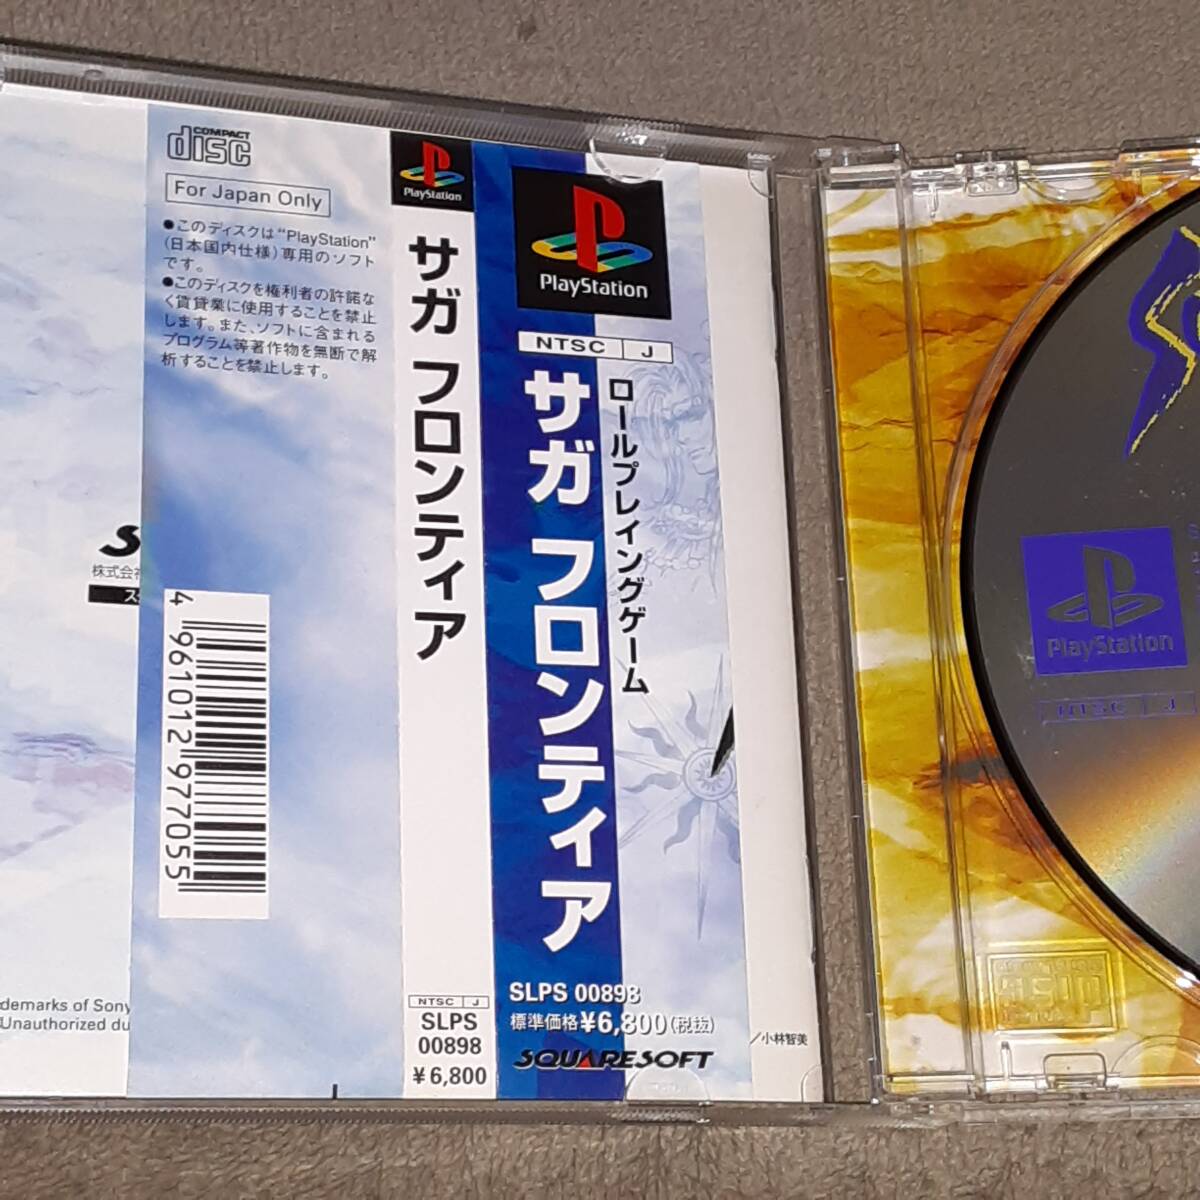 COMPACT
disc
For Japan Only
●このディスクは“PlayStation”
(日本国内仕様)専用のソフト
です。
●このディスクを権利者の許諾な
く賃貸業に使用することを禁止
します。また、ソフトに含まれる
プログラム等著作物を無断で解
析することを禁止します。
株式会社
4 961012 977055
demarks of Sony
Unauthorized du
PlayStation
サガ フロンティア
NTSC J
SLPS
00898
¥6,800
PlayStation
NTSC J
サガ フロンティア
ロールプレイングゲーム
SLPS 00898
標準価格¥6,800(税抜)
SQUARESOFT
／小林智美
PlayStation
NTSC J